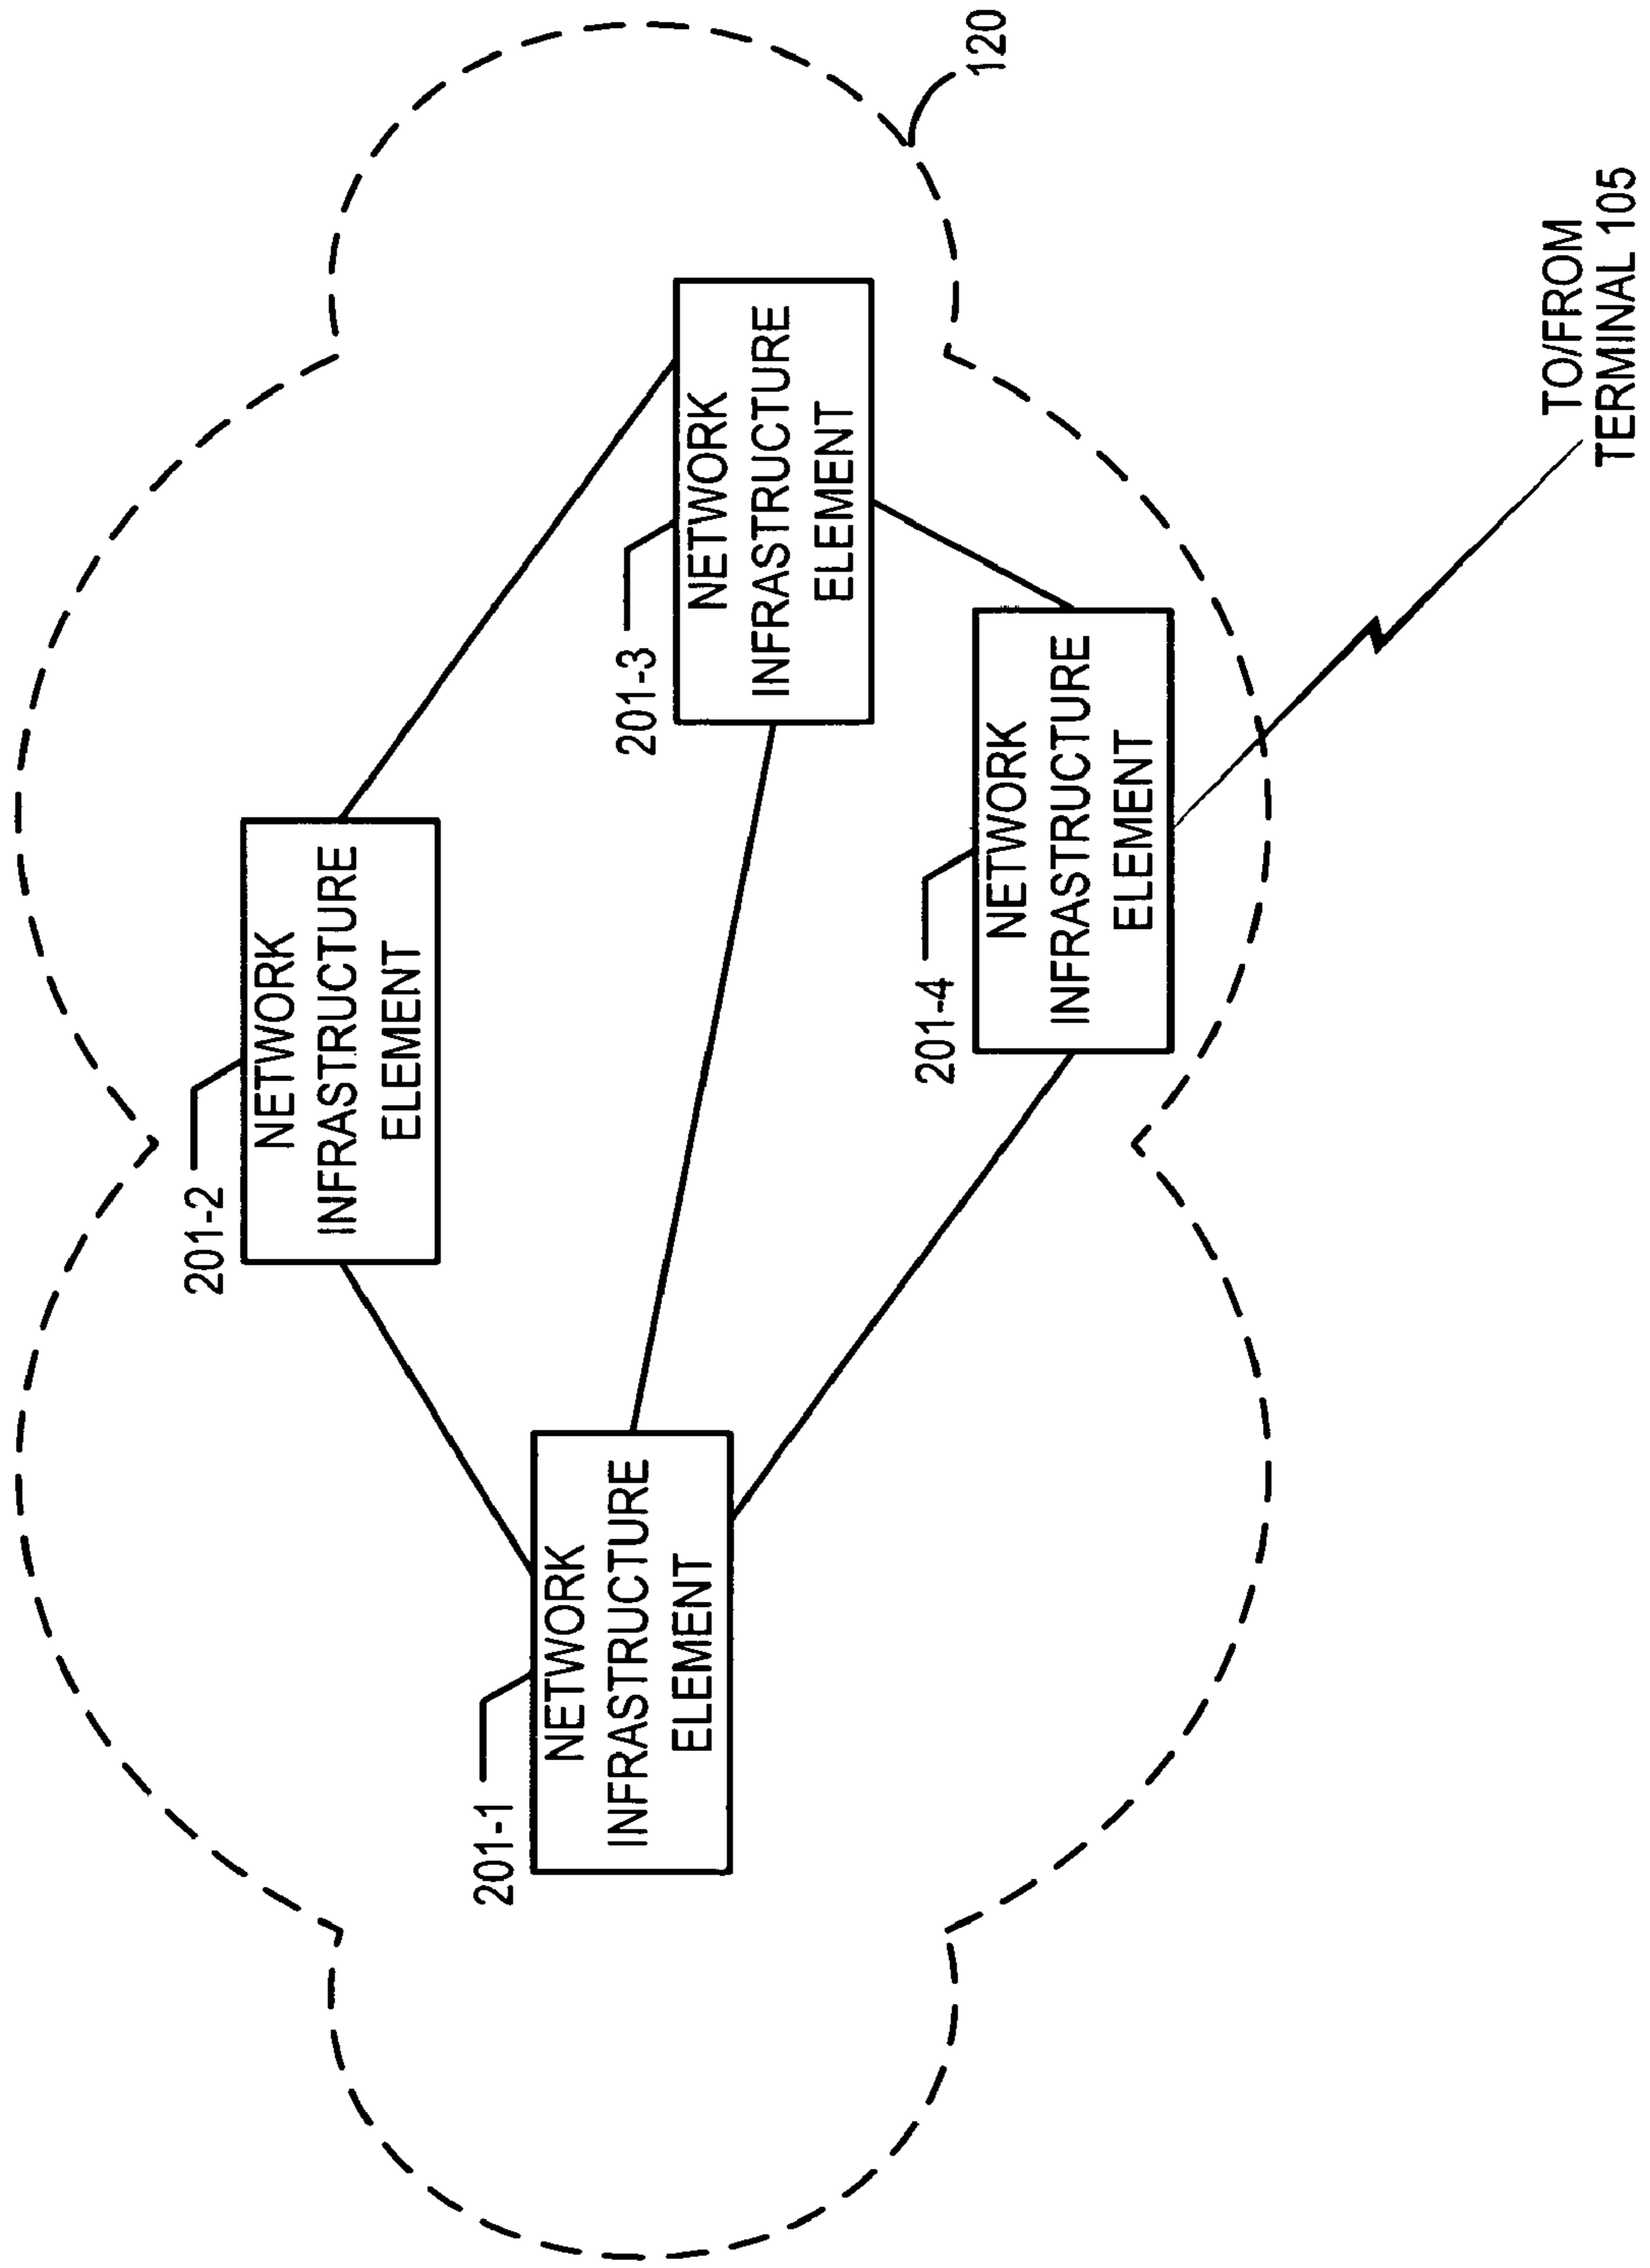 201-2
NETWORK
INFRASTRUCTURE
ELEMENT
201-1
NETWORK
INFRASTRUCTURE
ELEMENT
201-3
NETWORK
INFRASTRUCTURE
ELEMENT
201-4
NETWORK
INFRASTRUCTURE
ELEMENT
120
TO/FROM
TERMINAL 105